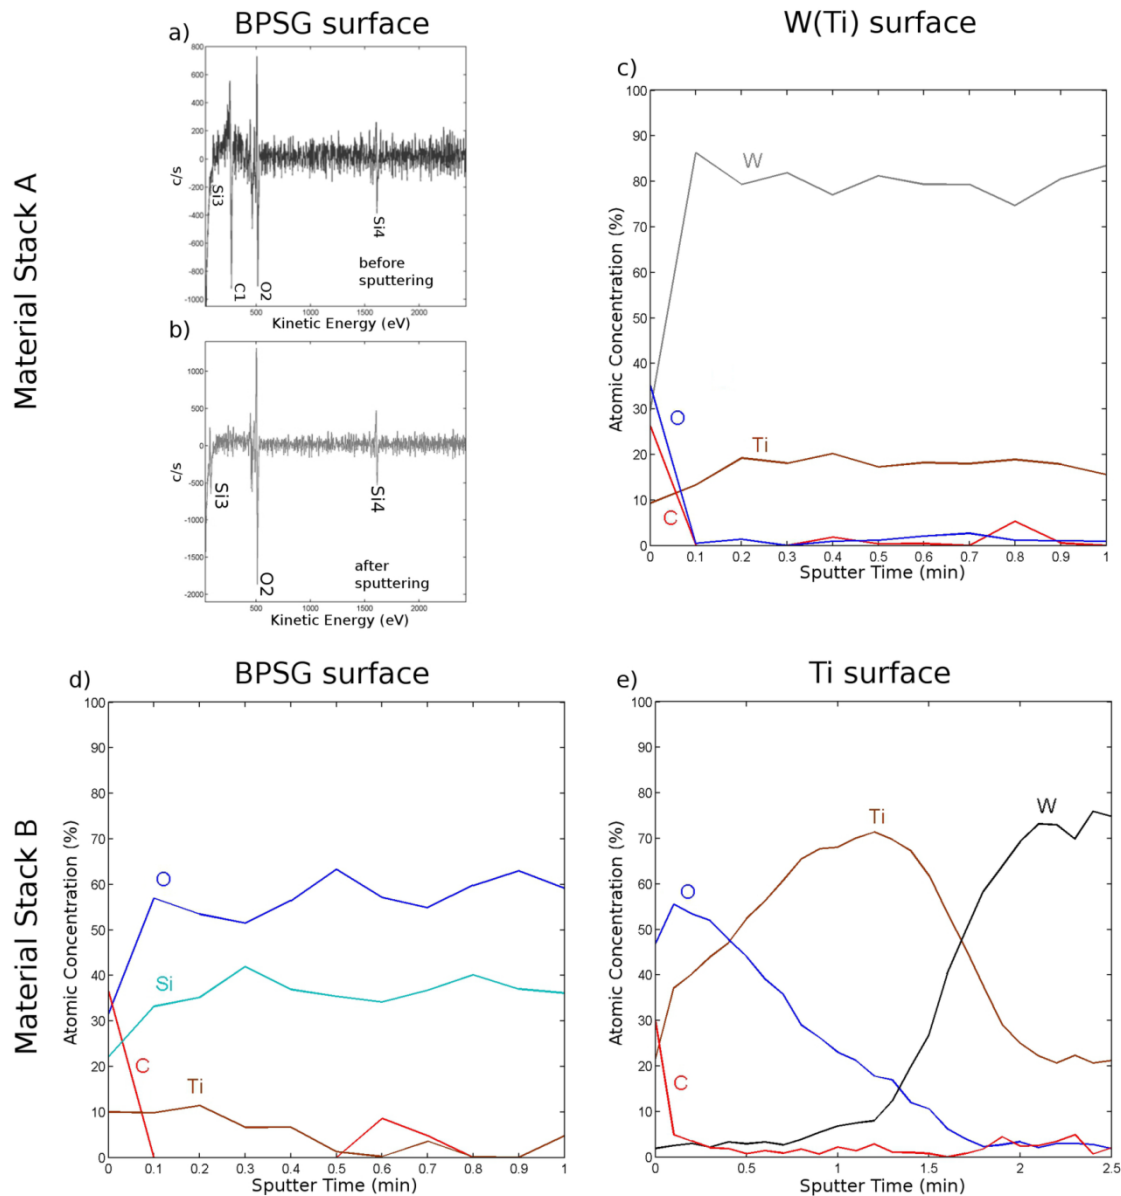 BPSG surface
W(Ti) surface
Material Stack A
a)
800
600
400
200
0
-200
-400
-600
-800
-1000
c/s
Si3
C1
O2
Si4
before
sputtering
500
1000
1500
2000
Kinetic Energy (eV)
b)
1000
500
0
-500
-1000
-1500
-2000
c/s
Si3
O2
Si4
after
sputtering
500
1000
1500
2000
Kinetic Energy (eV)
c)
100
90
80
70
60
50
40
30
20
10
0
Atomic Concentration (%)
W
O
Ti
C
0 0.1 0.2 0.3 0.4 0.5 0.6 0.7 0.8 0.9 1
Sputter Time (min)
Material Stack B
BPSG surface
d)
100
90
80
70
60
50
40
30
20
10
0
Atomic Concentration (%)
O
Si
C
Ti
0 0.1 0.2 0.3 0.4 0.5 0.6 0.7 0.8 0.9 1
Sputter Time (min)
Ti surface
e)
100
90
80
70
60
50
40
30
20
10
0
Atomic Concentration (%)
Ti
W
O
C
0 0.5 1 1.5 2 2.5
Sputter Time (min)